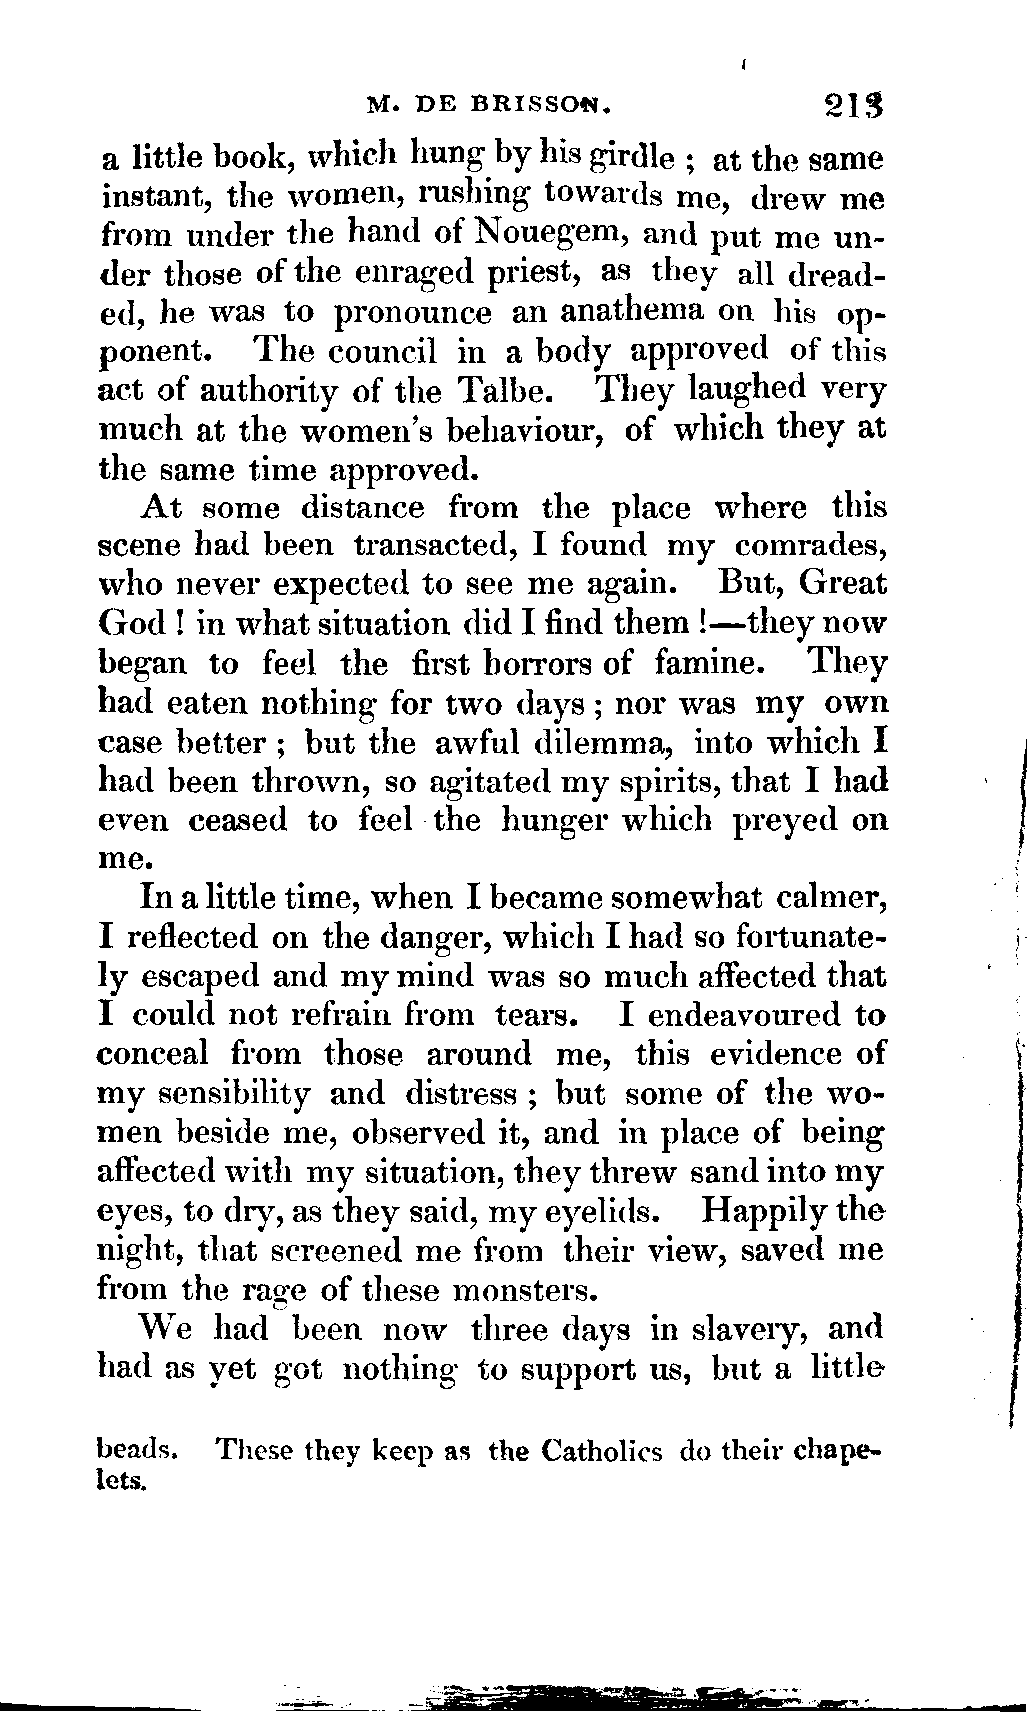 M. DE BRISSON. 213
a little book, which hung by his girdle ; at the same
instant, the women, rushing towards me, drew me
from under the hand of Nouegem, and put me un-
der those of the enraged priest, as they all dread-
ed, he was to pronounce an anathema on his op-
ponent. The council in a body approved of this
act of authority of the Talbe. They laughed very
much at the women's behaviour, of which they at
the same time approved.
At some distance from the place where this
scene had been transacted, I found my comrades,
who never expected to see me again. But, Great
God ! in what situation did I find them !—they now
began to feel the first horrors of famine. They
had eaten nothing for two days ; nor was my own
case better ; but the awful dilemma, into which I
had been thrown, so agitated my spirits, that I had
even ceased to feel the hunger which preyed on
me.
In a little time, when I became somewhat calmer,
I reflected on the danger, which I had so fortunate-
ly escaped and my mind was so much affected that
I could not refrain from tears. I endeavoured to
conceal from those around me, this evidence of
my sensibility and distress ; but some of the wo-
men beside me, observed it, and in place of being
affected with my situation, they threw sand into my
eyes, to dry, as they said, my eyelids. Happily the
night, that screened me from their view, saved me
from the rage of these monsters.
We had been now three days in slavery, and
had as yet got nothing to support us, but a little
beads. These they keep as the Catholics do their chape-
lets.